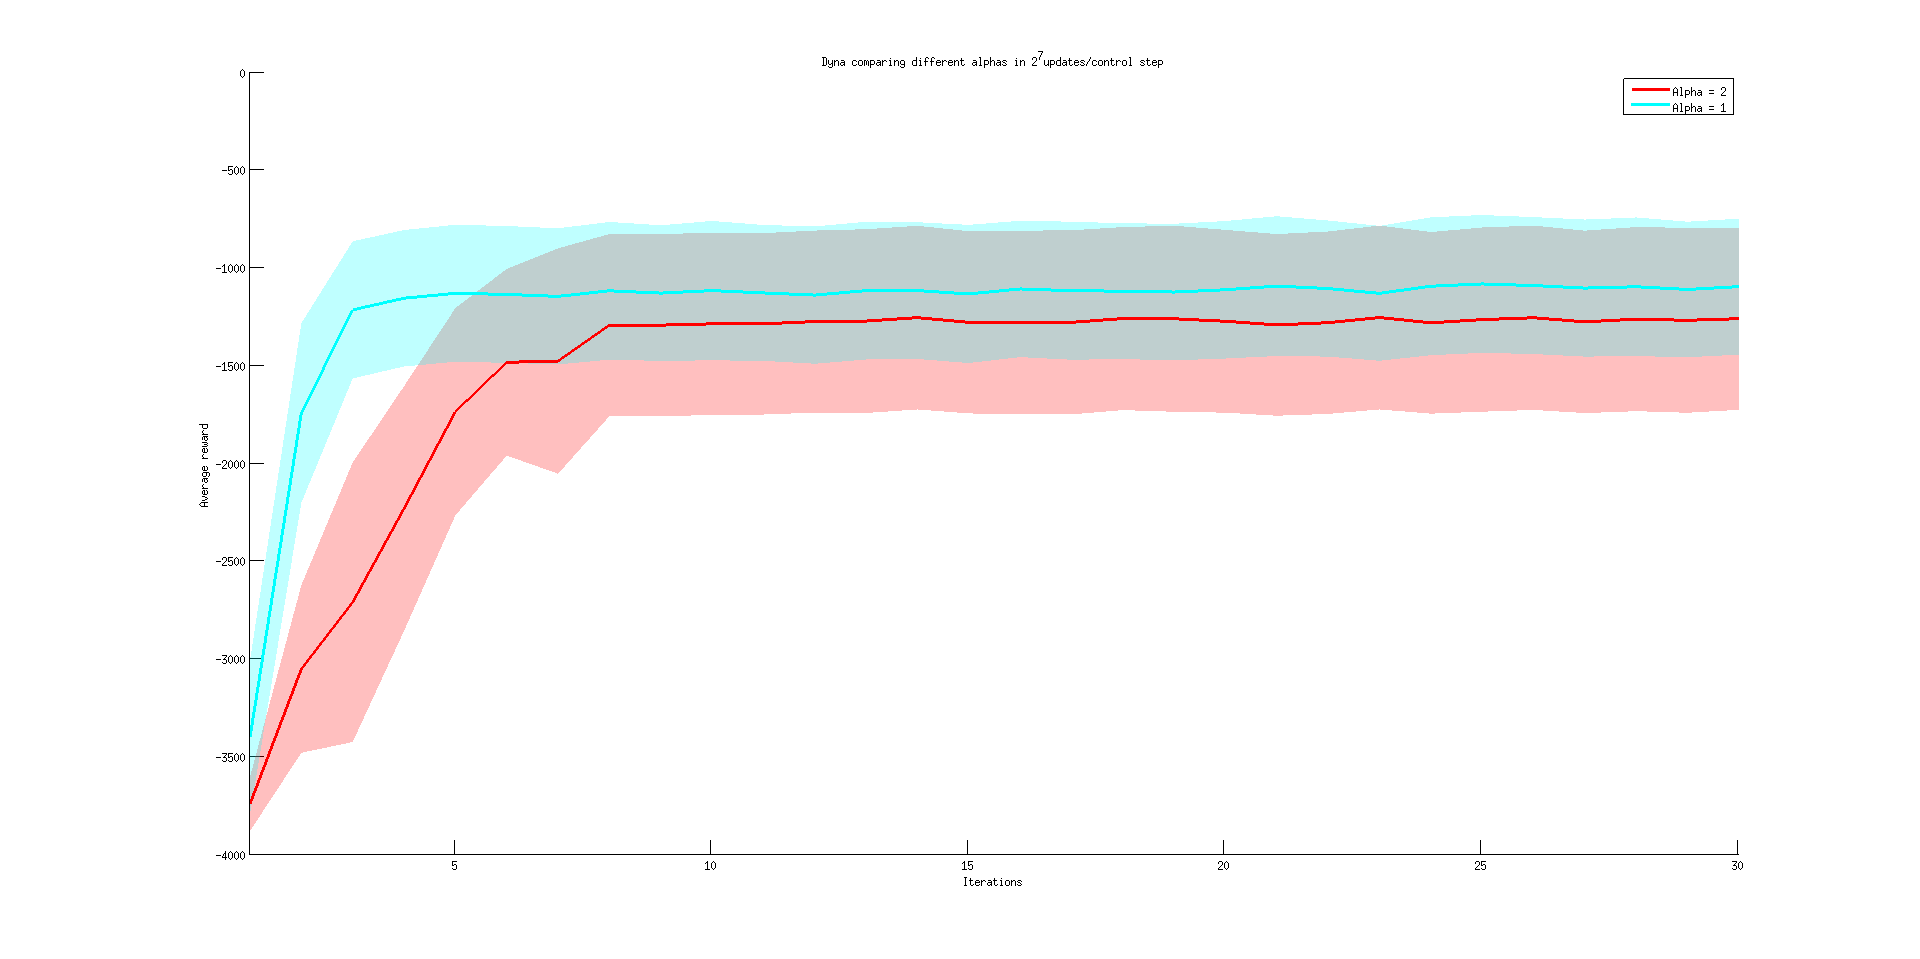 Dyna comparing different alphas in 2^7 updates/control step
Alpha = 2
Alpha = 1
0
-500
-1000
-1500
-2000
-2500
-3000
-3500
-4000
Average reward
5 10 15 20 25 30
Iterations